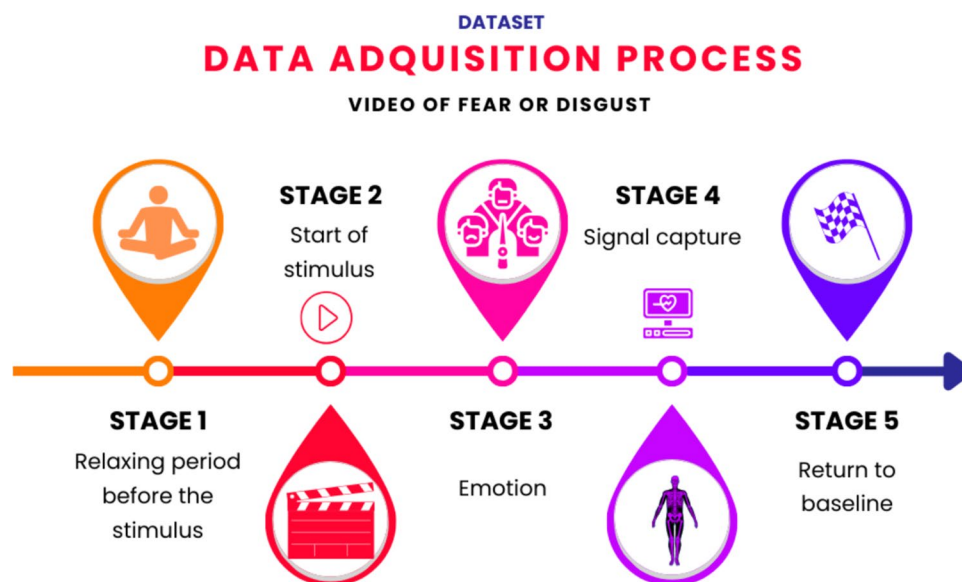 DATASET
DATA ADQUISITION PROCESS
VIDEO OF FEAR OR DISGUST
STAGE 1
Relaxing period
before the
stimulus
STAGE 2
Start of
stimulus
STAGE 3
Emotion
STAGE 4
Signal capture
STAGE 5
Return to
baseline